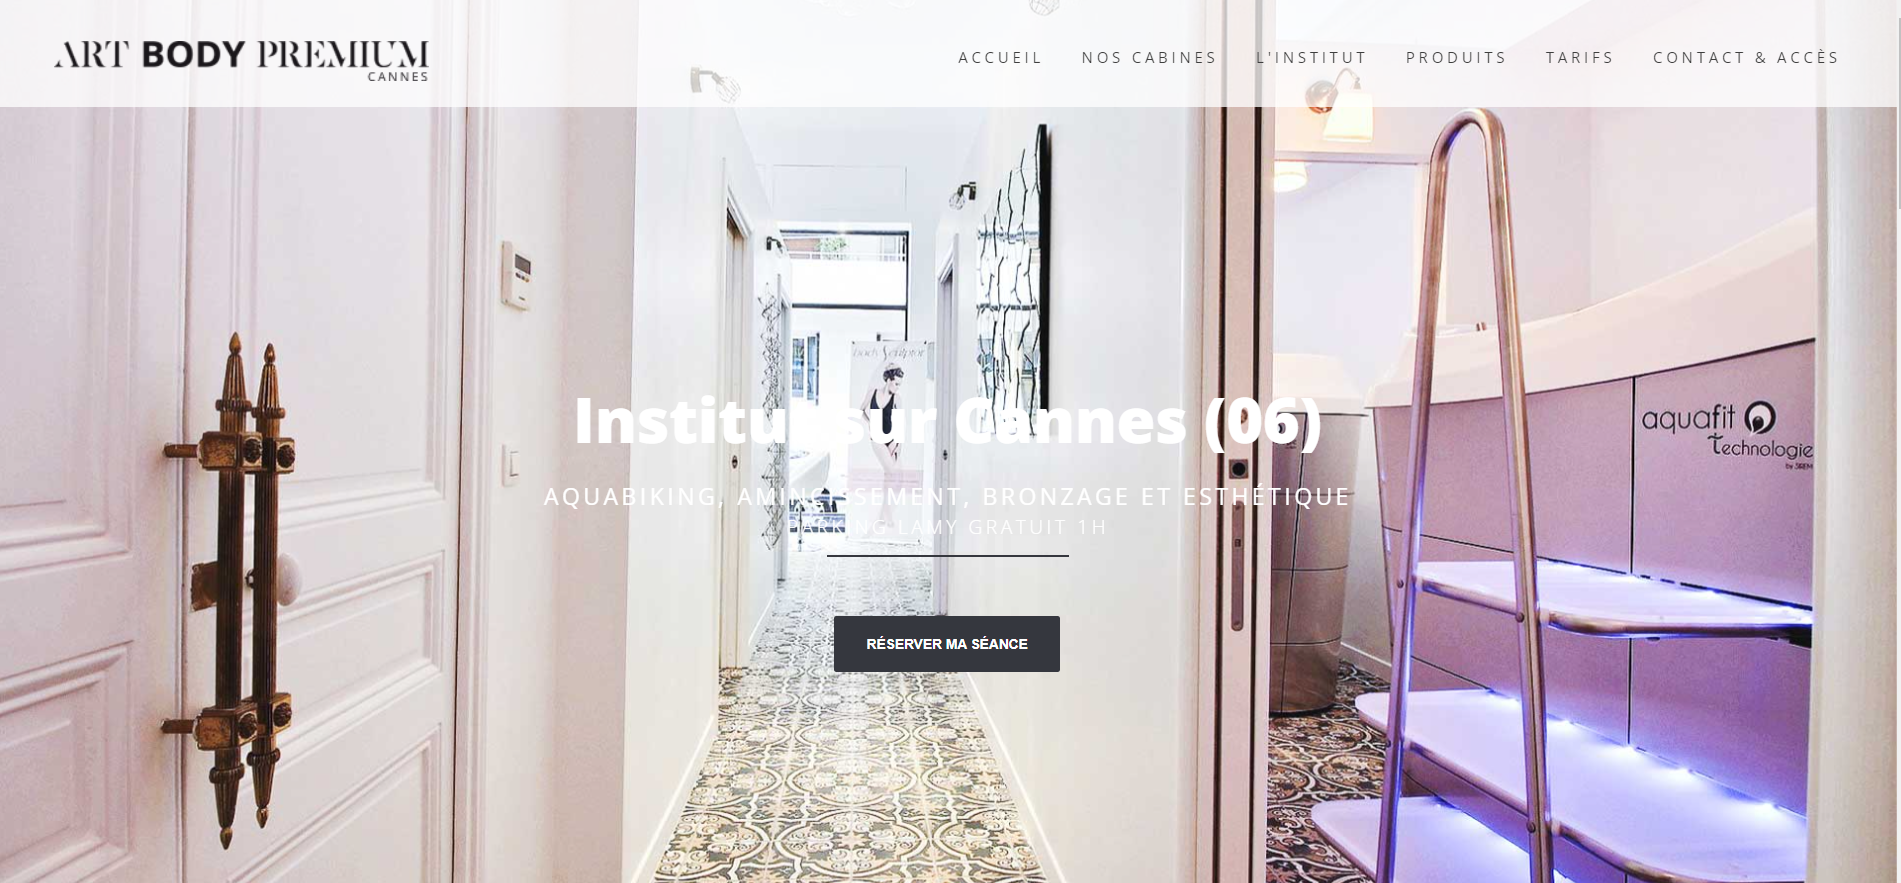 ART BODY PREMIUM
CANNES
ACCUEIL NOS CABINES L'INSTITUT PRODUITS TARIFS CONTACT & ACCÈS
body Sculptor
aquafit
Technologie
by SIREM
Institut sur Cannes (06)
AQUABIKING, AMINCISSEMENT, BRONZAGE ET ESTHÉTIQUE
PARKING LAMY GRATUIT 1H
RÉSERVER MA SÉANCE